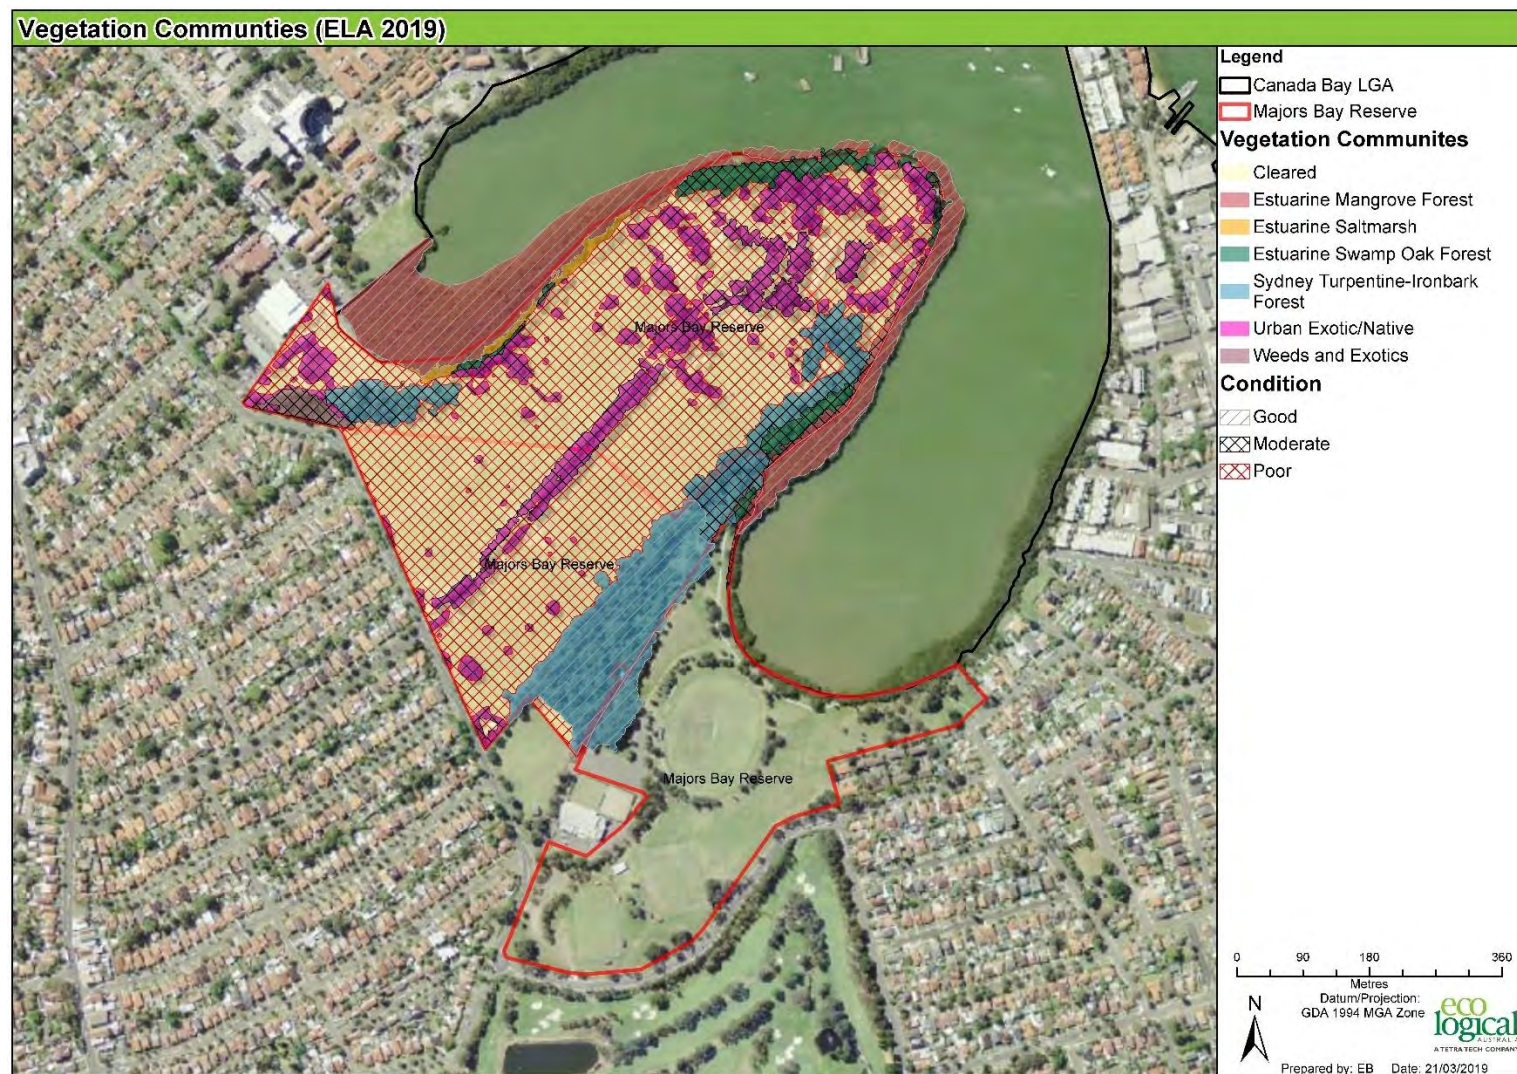 Vegetation Communties (ELA 2019)
Legend
Canada Bay LGA
Majors Bay Reserve
Vegetation Communites
Cleared
Estuarine Mangrove Forest
Estuarine Saltmarsh
Estuarine Swamp Oak Forest
Sydney Turpentine-Ironbark
Forest
Urban Exotic/Native
Weeds and Exotics
Condition
Good
Moderate
Poor
Majors Bay Reserve
Majors Bay Reserve
Majors Bay Reserve
0 90 180 360
Metres
Datum/Projection:
GDA 1994 MGA Zone
N
eco
logical
AUSTRALIA
A TETRA TECH COMPANY
Prepared by: EB Date: 21/03/2019